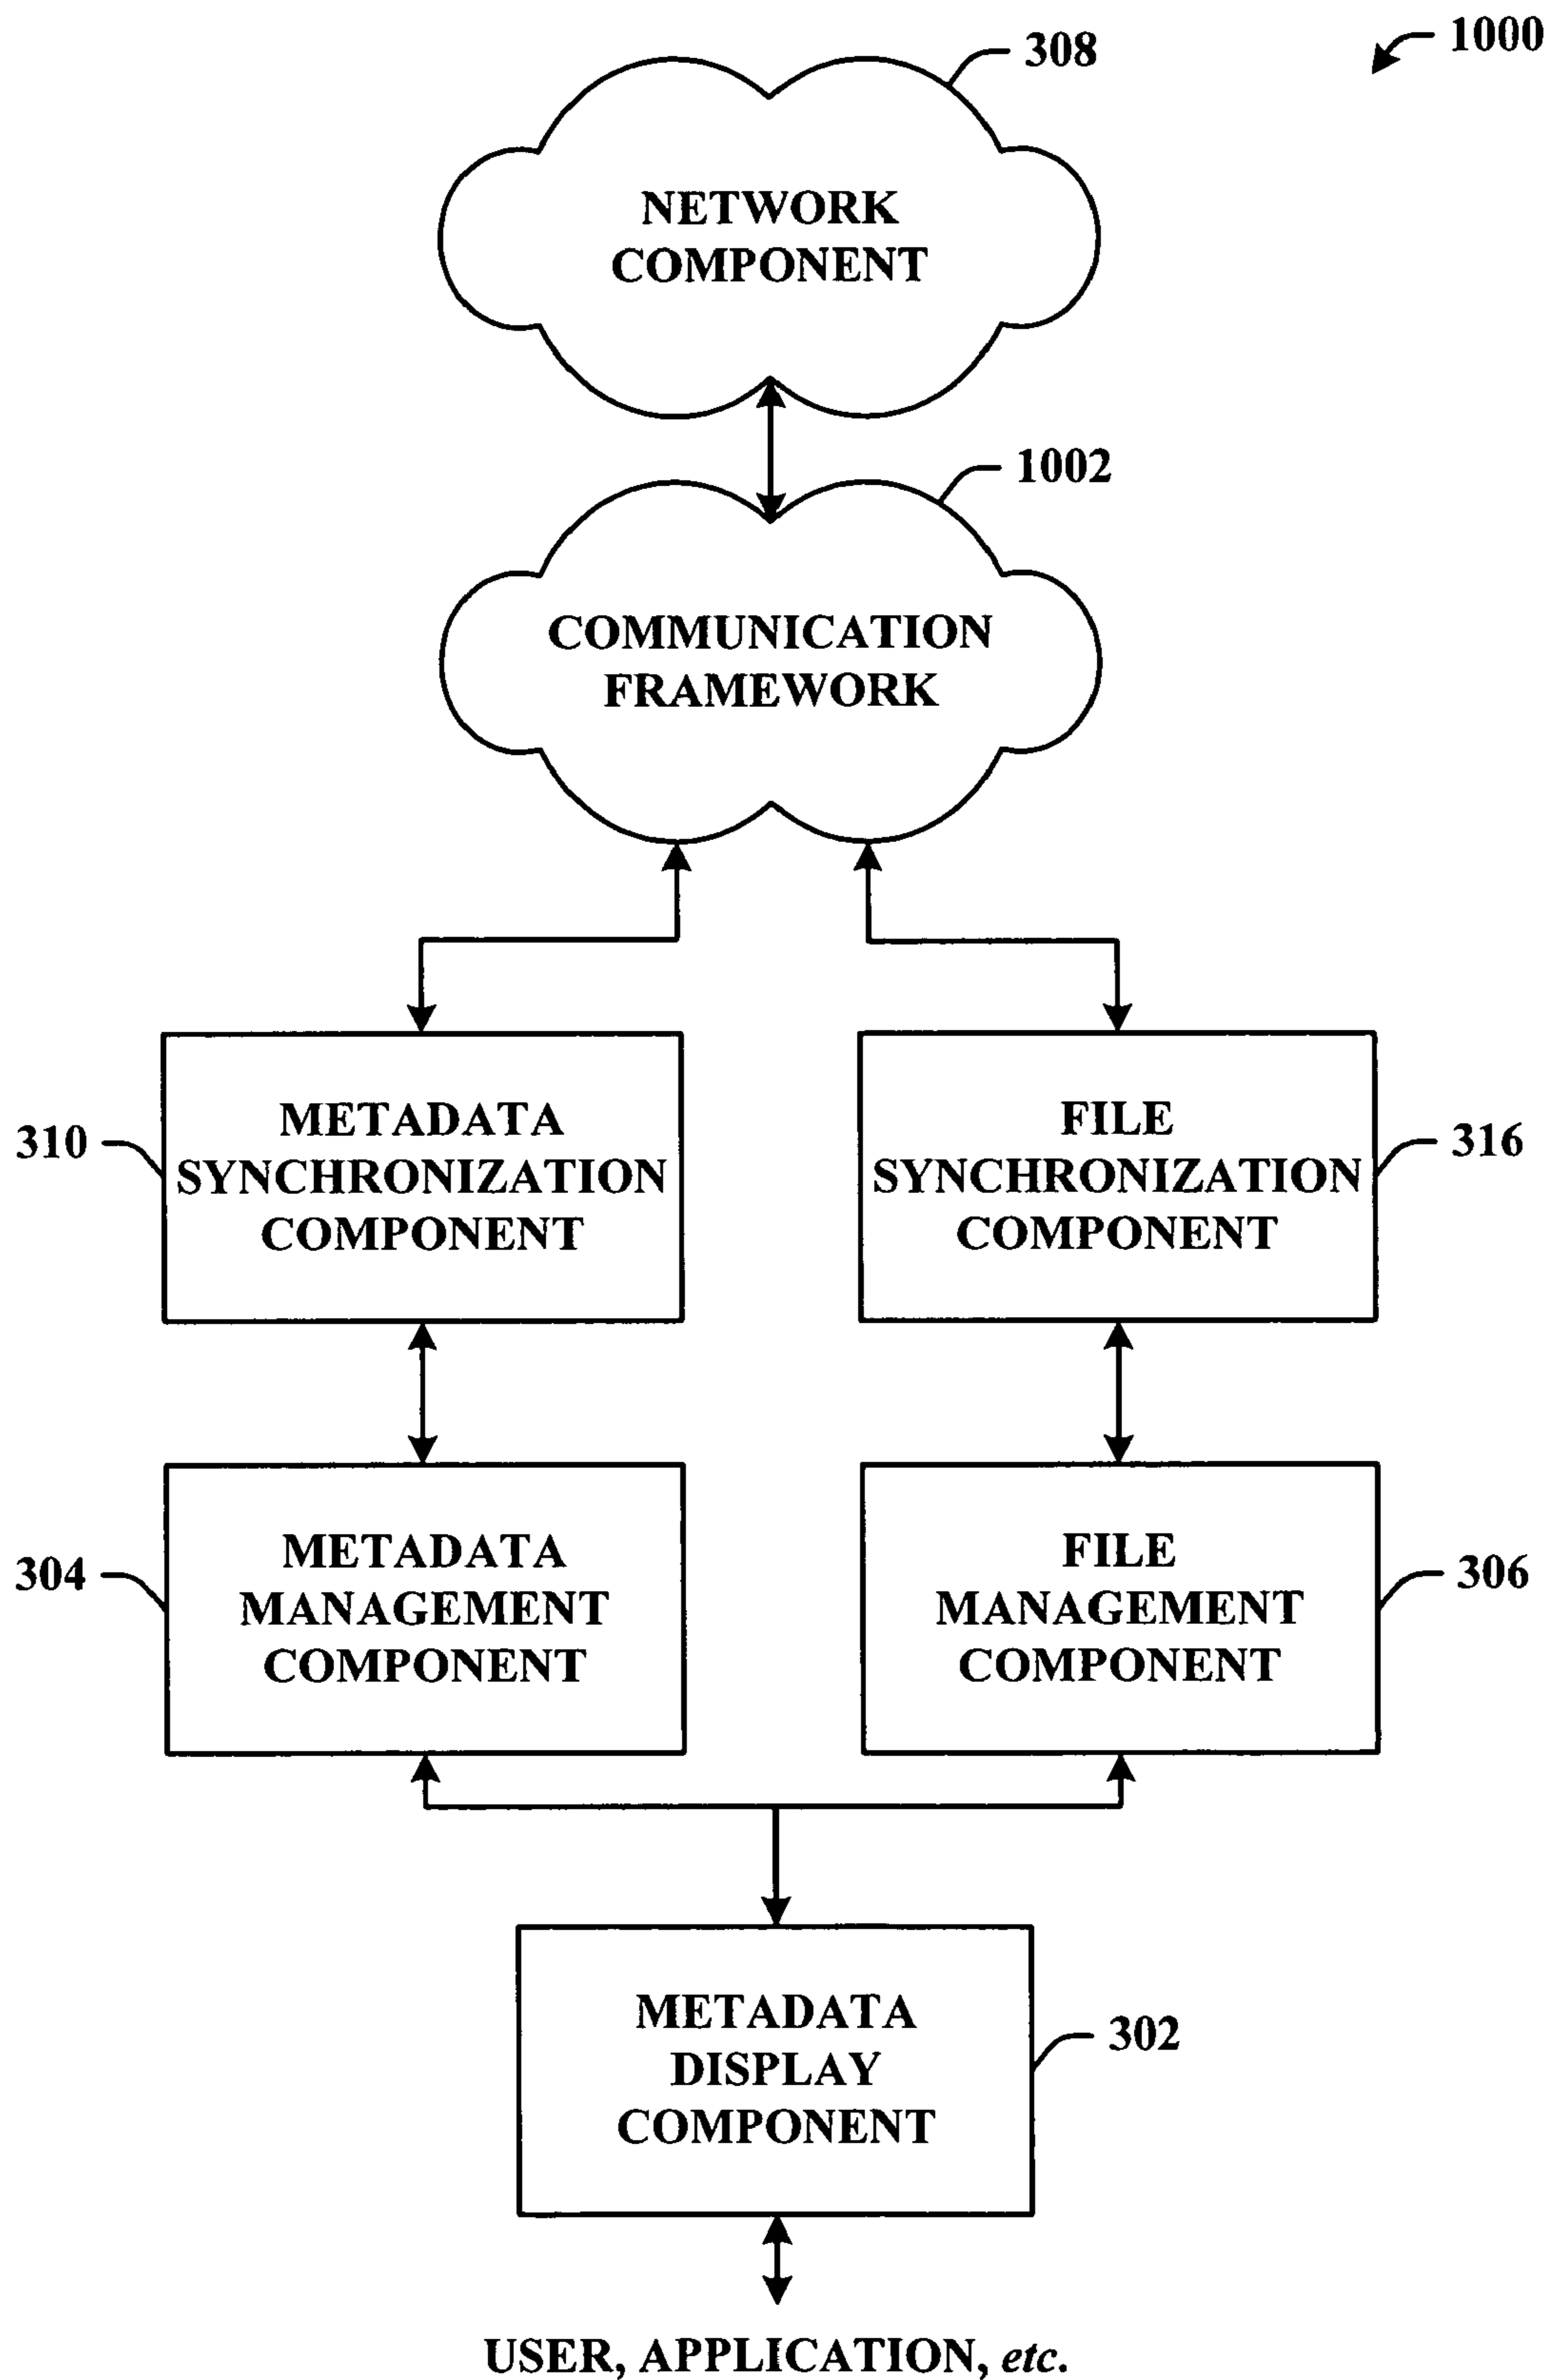 1000
308
NETWORK
COMPONENT
1002
COMMUNICATION
FRAMEWORK
310
METADATA
SYNCHRONIZATION
COMPONENT
FILE
SYNCHRONIZATION
COMPONENT
316
304
METADATA
MANAGEMENT
COMPONENT
FILE
MANAGEMENT
COMPONENT
306
METADATA
DISPLAY
COMPONENT
302
USER, APPLICATION, etc.